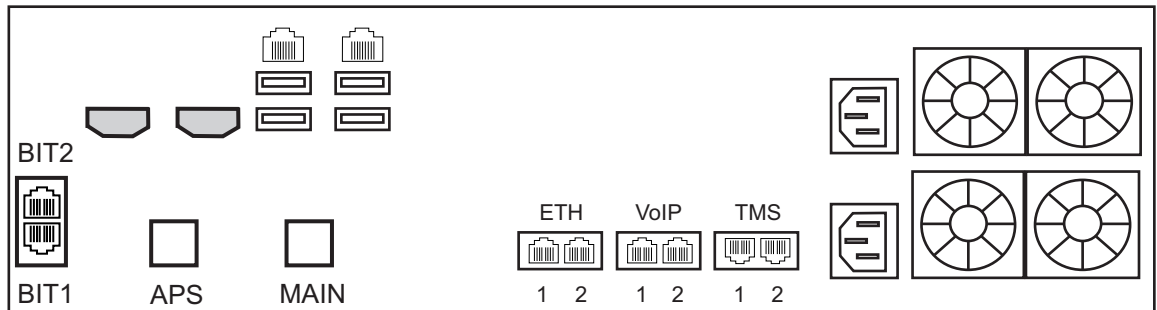 BIT2
ETH VoIP TMS
1 2 1 2 1 2
BIT1 APS MAIN